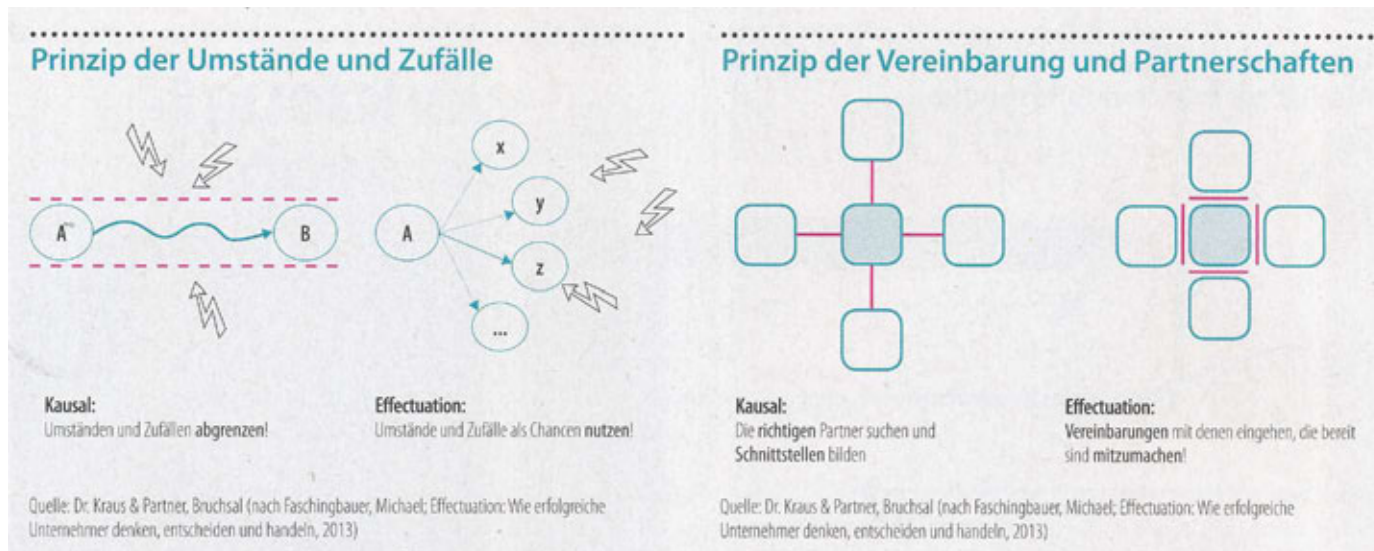 Prinzip der Umstände und Zufälle
A
B
A
x
y
z
...
Kausal:
Umständen und Zufällen abgrenzen!
Effectuation:
Umstände und Zufälle als Chancen nutzen!
Quelle: Dr. Kraus & Partner, Bruchsal (nach Faschingbauer, Michael; Effectuation: Wie erfolgreiche
Unternehmer denken, entscheiden und handeln, 2013)
Prinzip der Vereinbarung und Partnerschaften
Kausal:
Die richtigen Partner suchen und
Schnittstellen bilden
Effectuation:
Vereinbarungen mit denen eingehen, die bereit
sind mitzumachen!
Quelle: Dr. Kraus & Partner, Bruchsal (nach Faschingbauer, Michael; Effectuation: Wie erfolgreiche
Unternehmer denken, entscheiden und handeln, 2013)